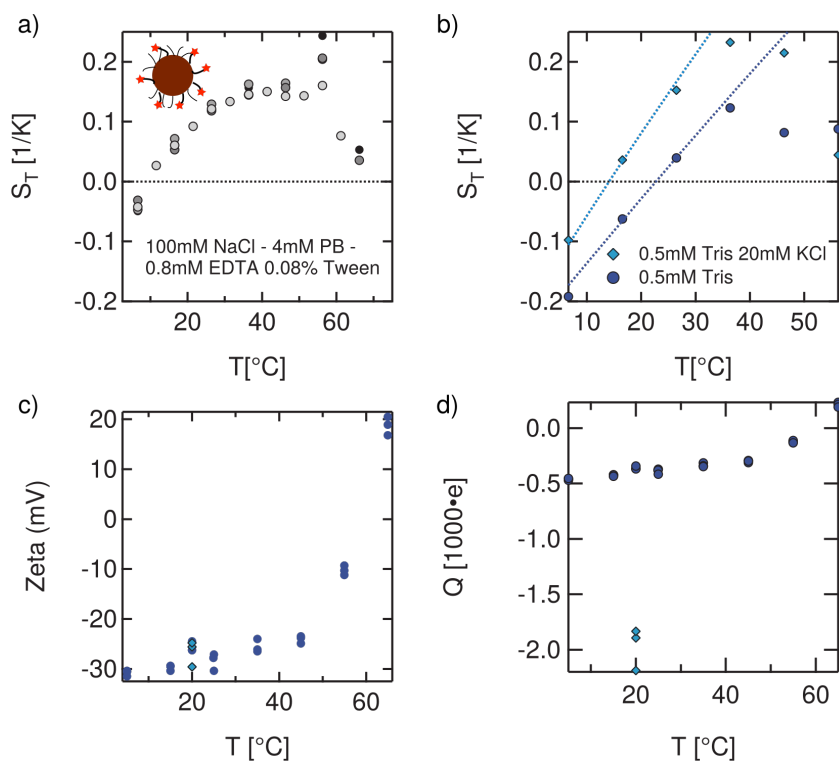 a)
0.2
0.1
0.0
-0.1
-0.2
S_T [1/K]
100mM NaCl - 4mM PB -
0.8mM EDTA 0.08% Tween
20 40 60
T[°C]
b)
0.2
0.1
0.0
-0.1
-0.2
S_T [1/K]
0.5mM Tris 20mM KCl
0.5mM Tris
10 20 30 40 50
T[°C]
c)
20
10
0
-10
-20
-30
Zeta (mV)
20 40 60
T [°C]
d)
0.0
-0.5
-1.0
-1.5
-2.0
Q [1000•e]
20 40 60
T [°C]